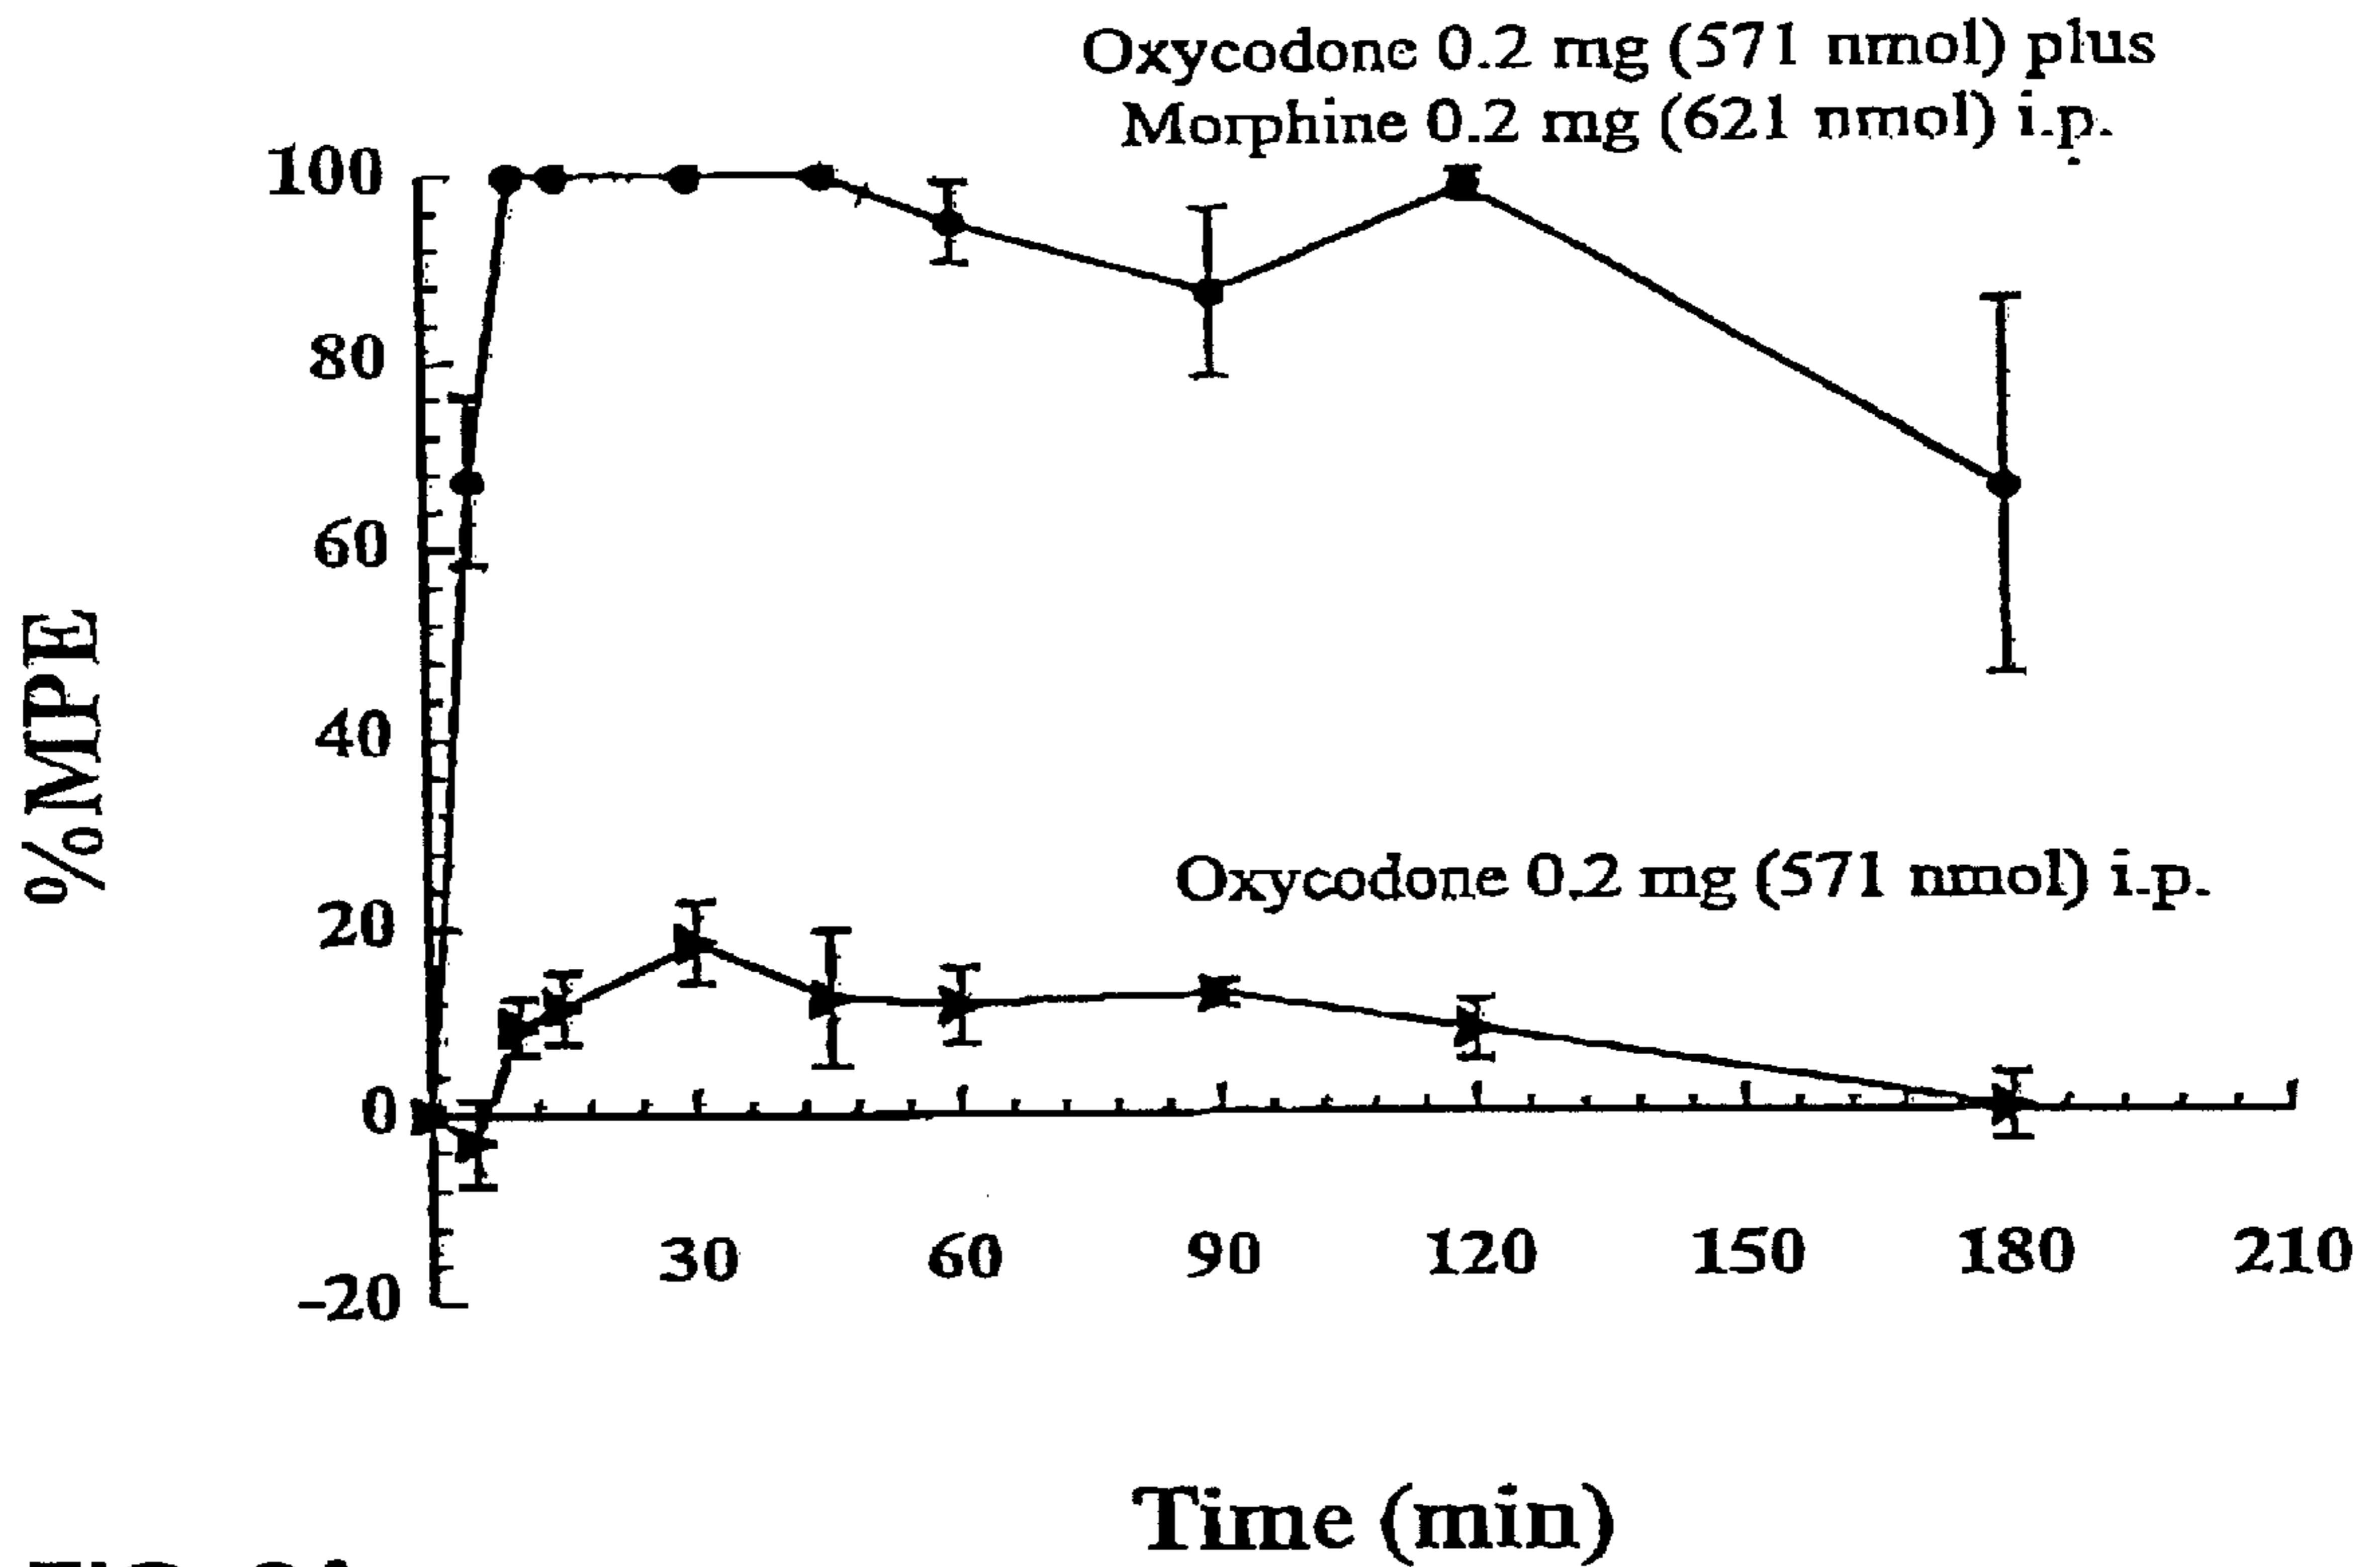 Oxycodone 0.2 mg (571 nmol) plus
Morphine 0.2 mg (621 nmol) i.p.
100
80
60
40
20
0
-20
%MPE
Oxycodone 0.2 mg (571 nmol) i.p.
30 60 90 120 150 180 210
Time (min)